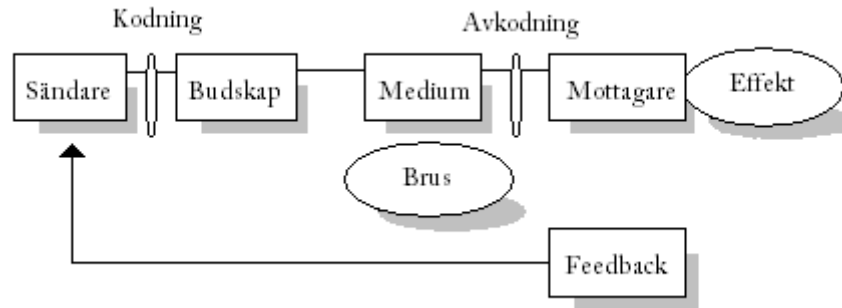 Kodning
Avkodning
Sändare
Budskap
Medium
Mottagare
Effekt
Brus
Feedback